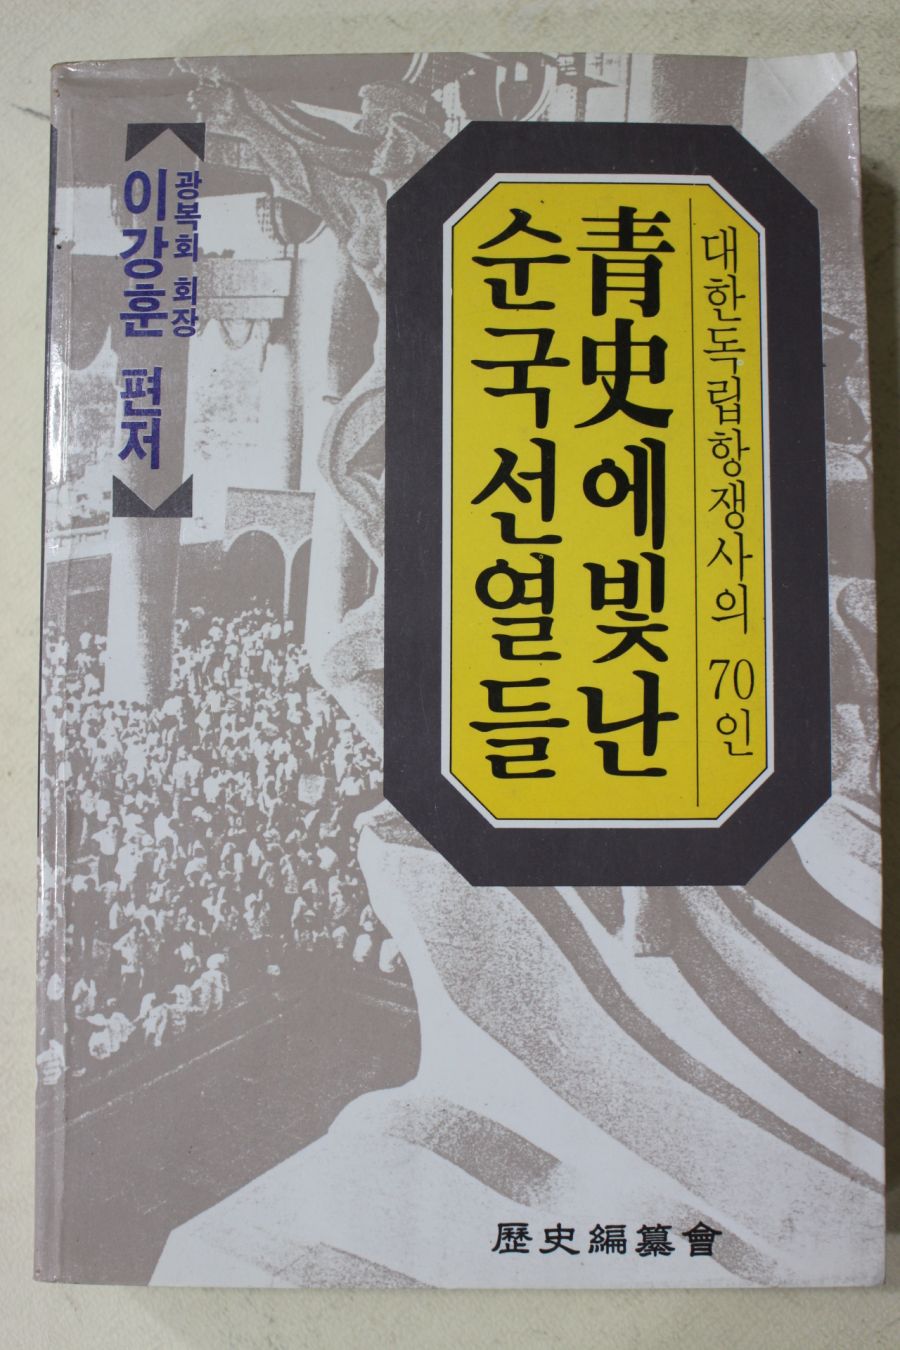 대한독립항쟁사의 70인
靑史에빛난
순국선열들
광복회 회장
이강훈 편저
歷史編纂會